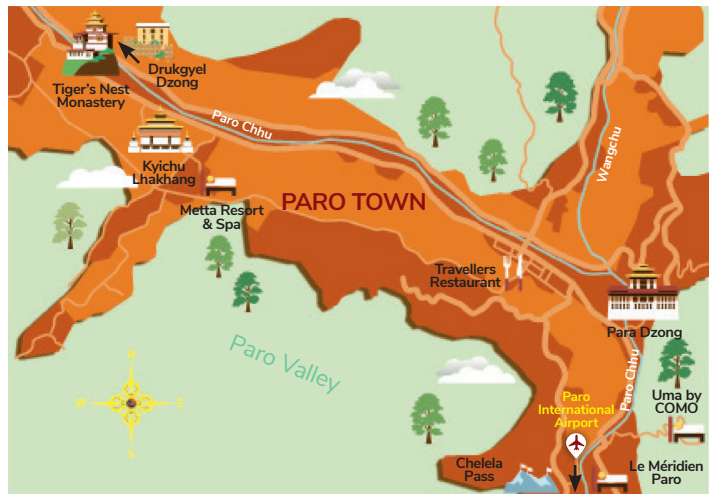 Drukgyel
Dzong
Tiger's Nest
Monastery
Paro Chhu
Wangchu
Kyichu
Lhakhang
Metta Resort
& Spa
PARO TOWN
Travellers
Restaurant
Para Dzong
Paro Valley
Paro Chhu
Uma by
COMO
Paro
International
Airport
Chelela
Pass
Le Méridien
Paro